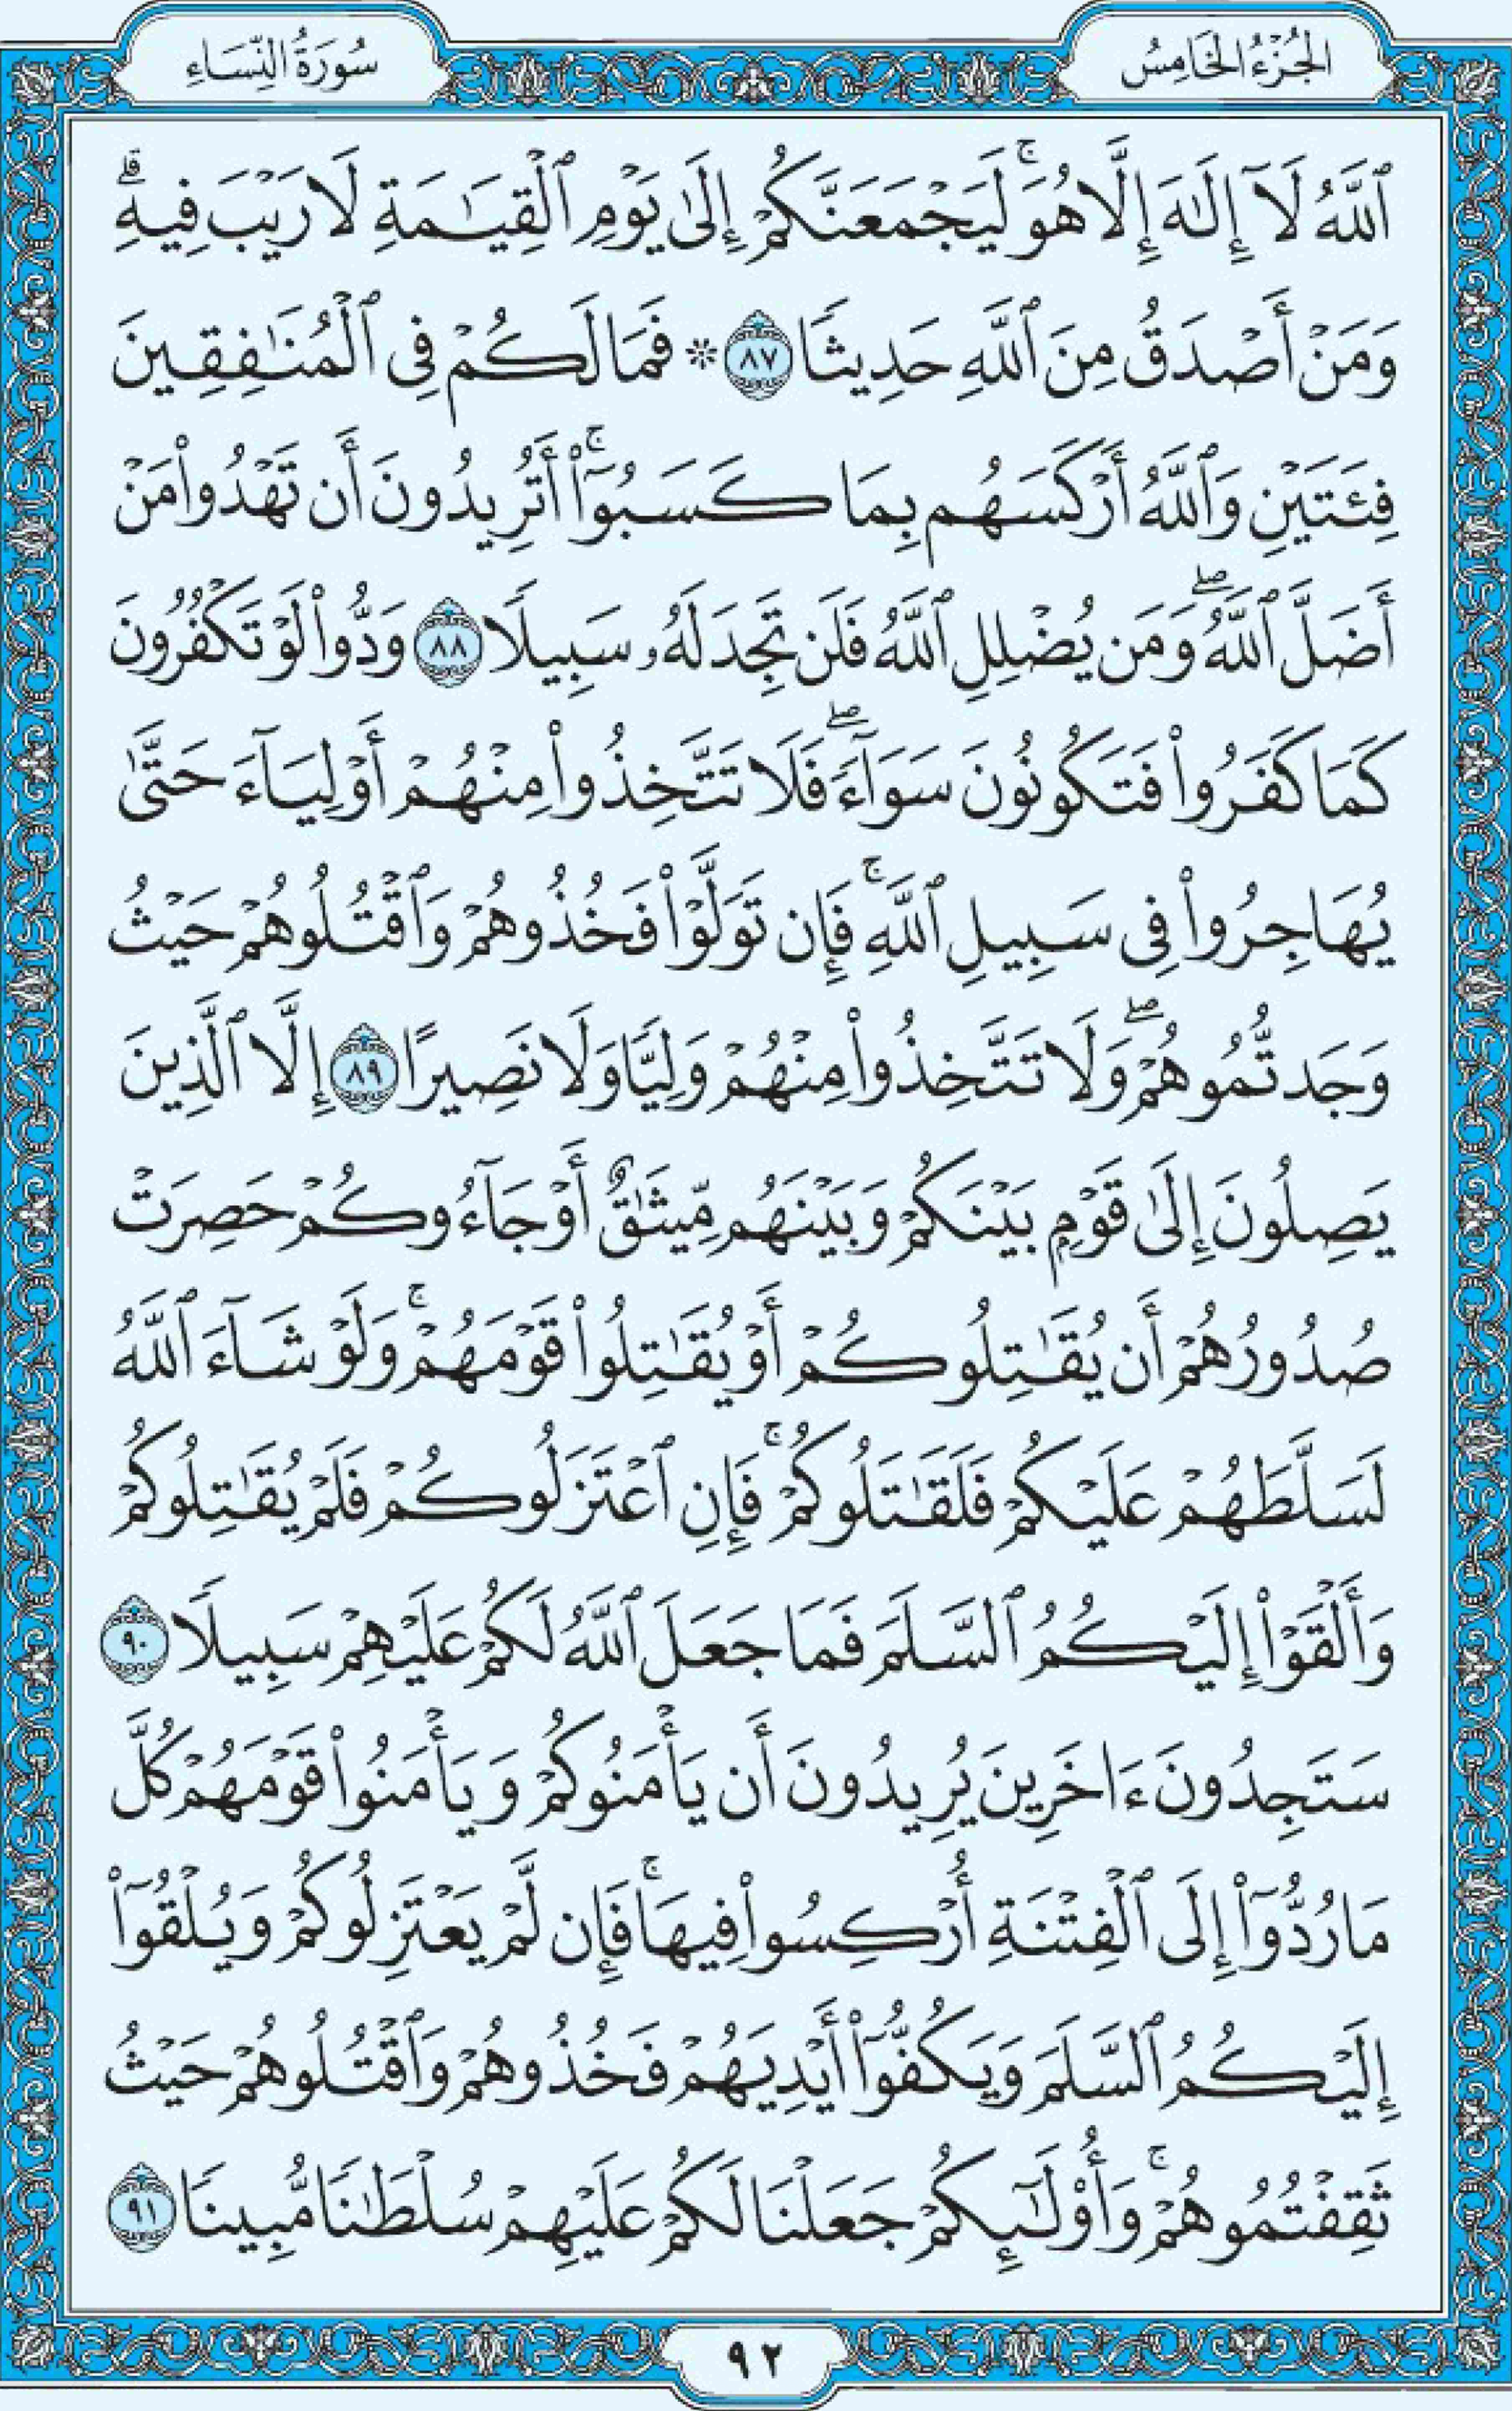 الجُزْءُ الخَامِسُ
سُورَةُ النِّسَاءِ
ٱللَّهُ لَآ إِلَٰهَ إِلَّا هُوَۚ لَيَجْمَعَنَّكُمْ إِلَىٰ يَوْمِ ٱلْقِيَٰمَةِ لَا رَيْبَ فِيهِۗ
وَمَنْ أَصْدَقُ مِنَ ٱللَّهِ حَدِيثًا ٨٧ ۞ فَمَا لَكُمْ فِى ٱلْمُنَٰفِقِينَ
فِئَتَيْنِ وَٱللَّهُ أَرْكَسَهُم بِمَا كَسَبُوٓا۟ۚ أَتُرِيدُونَ أَن تَهْدُوا۟ مَنْ
أَضَلَّ ٱللَّهُۖ وَمَن يُضْلِلِ ٱللَّهُ فَلَن تَجِدَ لَهُۥ سَبِيلًا ٨٨ وَدُّوا۟ لَوْ تَكْفُرُونَ
كَمَا كَفَرُوا۟ فَتَكُونُونَ سَوَآءًۖ فَلَا تَتَّخِذُوا۟ مِنْهُمْ أَوْلِيَآءَ حَتَّىٰ
يُهَاجِرُوا۟ فِى سَبِيلِ ٱللَّهِۚ فَإِن تَوَلَّوْا۟ فَخُذُوهُمْ وَٱقْتُلُوهُمْ حَيْثُ
وَجَدتُّمُوهُمْۖ وَلَا تَتَّخِذُوا۟ مِنْهُمْ وَلِيًّا وَلَا نَصِيرًا ٨٩ إِلَّا ٱلَّذِينَ
يَصِلُونَ إِلَىٰ قَوْمٍۭ بَيْنَكُمْ وَبَيْنَهُم مِّيثَٰقٌ أَوْ جَآءُوكُمْ حَصِرَتْ
صُدُورُهُمْ أَن يُقَٰتِلُوكُمْ أَوْ يُقَٰتِلُوا۟ قَوْمَهُمْۚ وَلَوْ شَآءَ ٱللَّهُ
لَسَلَّطَهُمْ عَلَيْكُمْ فَلَقَٰتَلُوكُمْۚ فَإِنِ ٱعْتَزَلُوكُمْ فَلَمْ يُقَٰتِلُوكُمْ
وَأَلْقَوْا۟ إِلَيْكُمُ ٱلسَّلَمَ فَمَا جَعَلَ ٱللَّهُ لَكُمْ عَلَيْهِمْ سَبِيلًا ٩٠
سَتَجِدُونَ ءَاخَرِينَ يُرِيدُونَ أَن يَأْمَنُوكُمْ وَيَأْمَنُوا۟ قَوْمَهُمْ كُلَّ
مَا رُدُّوٓا۟ إِلَى ٱلْفِتْنَةِ أُرْكِسُوا۟ فِيهَاۚ فَإِن لَّمْ يَعْتَزِلُوكُمْ وَيُلْقُوٓا۟
إِلَيْكُمُ ٱلسَّلَمَ وَيَكُفُّوٓا۟ أَيْدِيَهُمْ فَخُذُوهُمْ وَٱقْتُلُوهُمْ حَيْثُ
ثَقِفْتُمُوهُمْۚ وَأُو۟لَٰٓئِكُمْ جَعَلْنَا لَكُمْ عَلَيْهِمْ سُلْطَٰنًا مُّبِينًا ٩١
٩٢